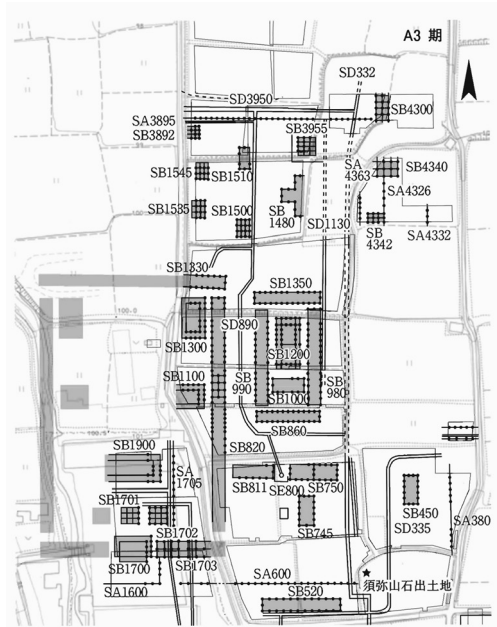 A3 期
SD332
SD3950
SB4300
SA3895
SB3892
SB3955
SA
4363
SB4340
SB1545
SB1510
SA4326
SB1535
SB1500
SB
1480
SD1130
SB
4342
SA4332
SB1330
SB1350
100-0
SD890
SB1300
SB1200
SB1100
SB
990
SB1000
SB
980
SB860
SB820
SB1900
SA
1705
SB811
SE800
SB750
SB450
SB1701
SD335
SA380
SB745
SB1702
SB1700
SB1703
SA1600
SA600
須弥山石出土地
SB520